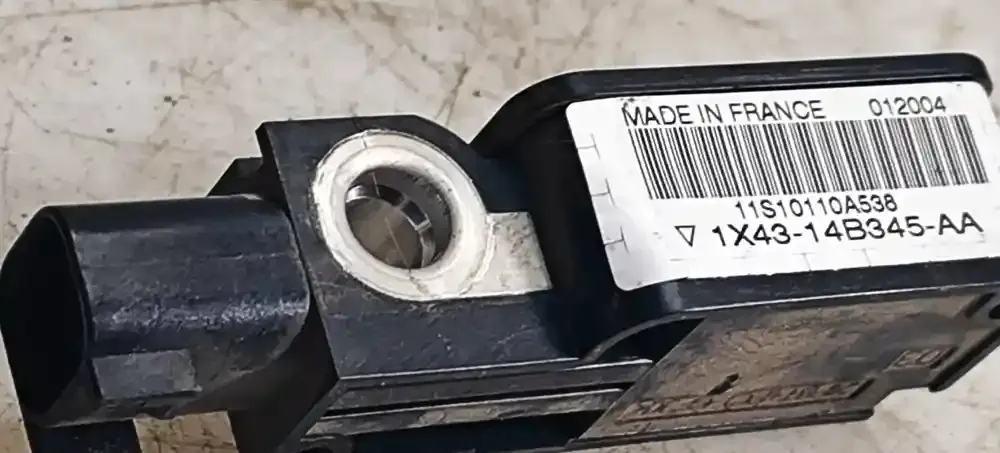 MADE IN FRANCE 012004
11S10110A538
▽ 1X43-14B345-AA